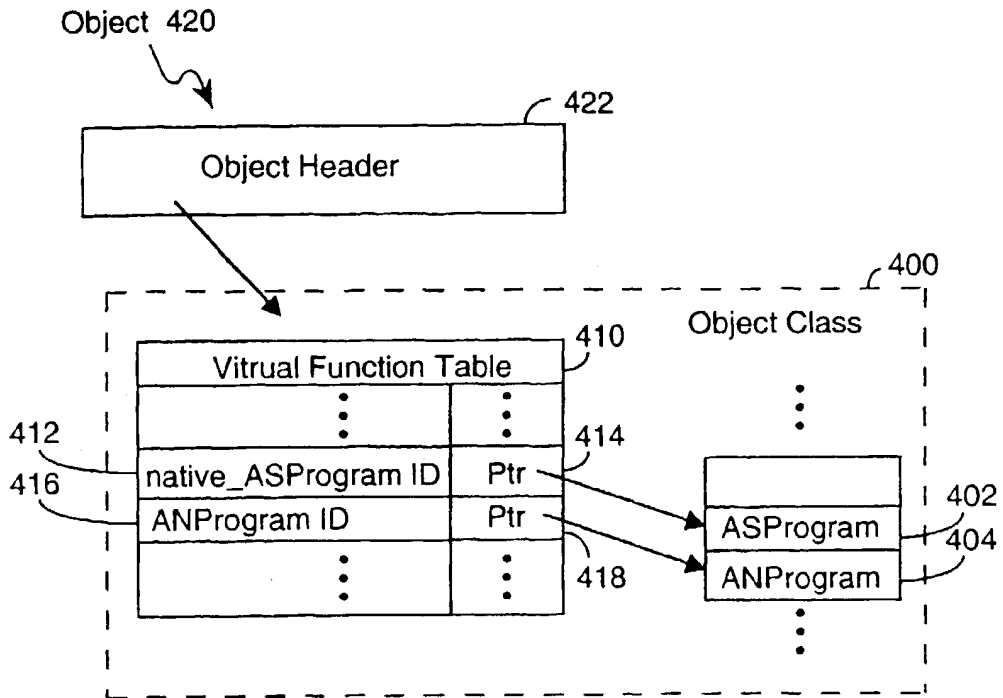 Object 420
422
Object Header
400
Object Class
Vitrual Function Table
410
412
native_ASProgram ID
Ptr
414
416
ANProgram ID
Ptr
418
ASProgram
402
ANProgram
404